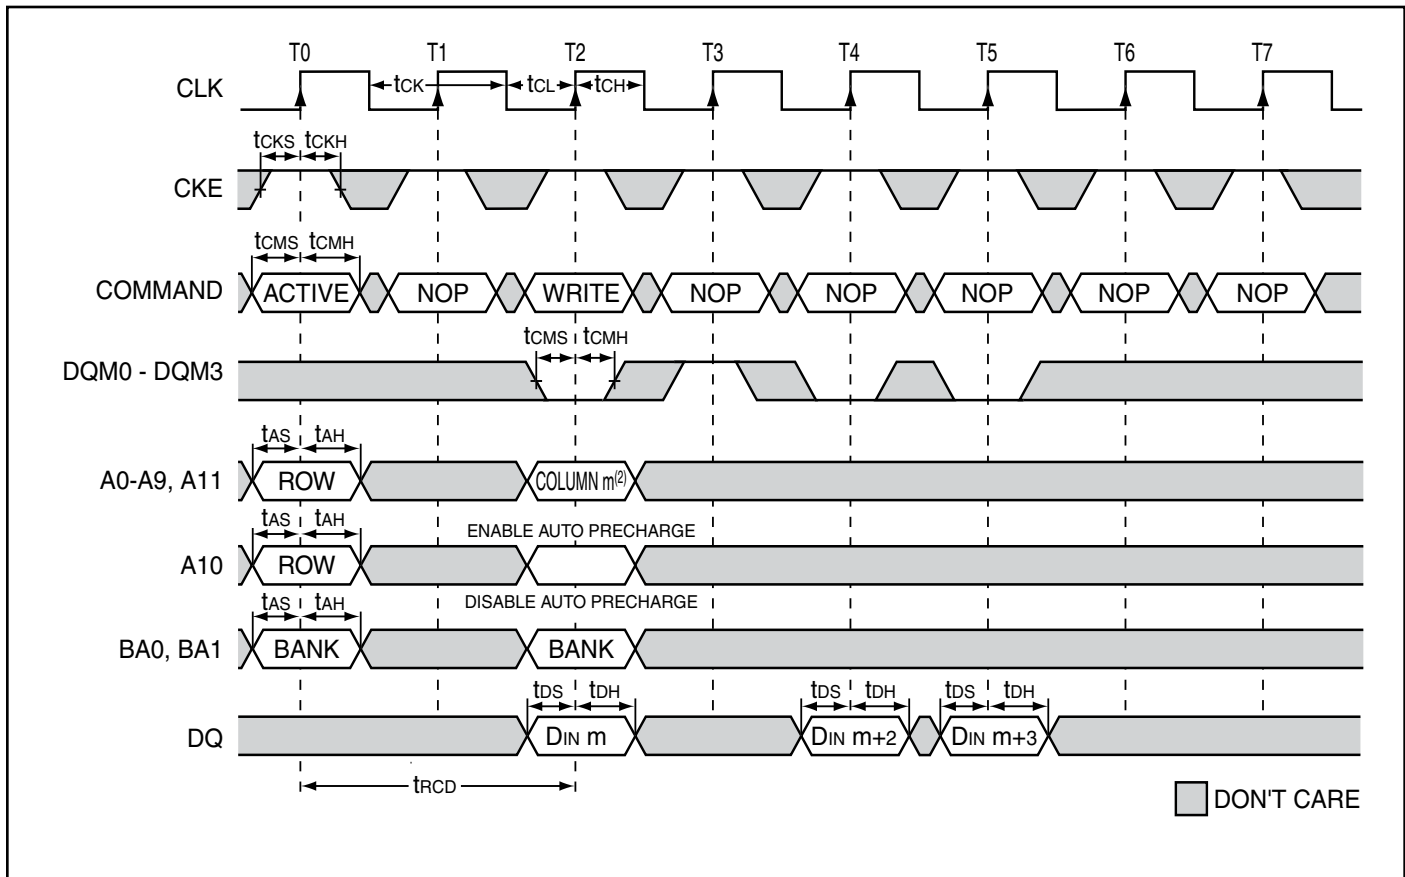 T0 T1 T2 T3 T4 T5 T6 T7
CLK tCK tCL tCH
tCKS tCKH
CKE
tCMS tCMH
COMMAND ACTIVE NOP WRITE NOP NOP NOP NOP NOP
tCMS tCMH
DQM0 - DQM3
tAS tAH
A0-A9, A11 ROW COLUMN m(2)
tAS tAH ENABLE AUTO PRECHARGE
A10 ROW
tAS tAH DISABLE AUTO PRECHARGE
BA0, BA1 BANK BANK
tDS tDH tDS tDH tDS tDH
DQ DIN m DIN m+2 DIN m+3
tRCD
DON'T CARE